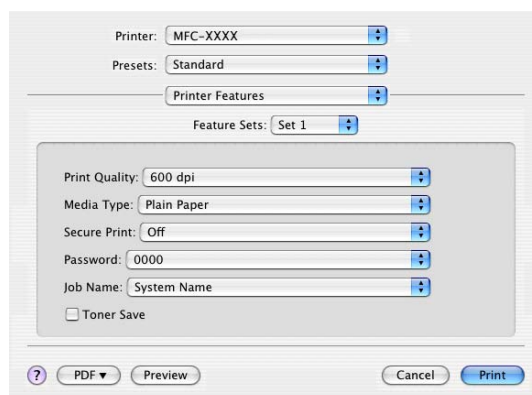 Printer: MFC-XXXX
Presets: Standard
Printer Features
Feature Sets: Set 1
Print Quality: 600 dpi
Media Type: Plain Paper
Secure Print: Off
Password: 0000
Job Name: System Name
Toner Save
? PDF▼ Preview Cancel Print